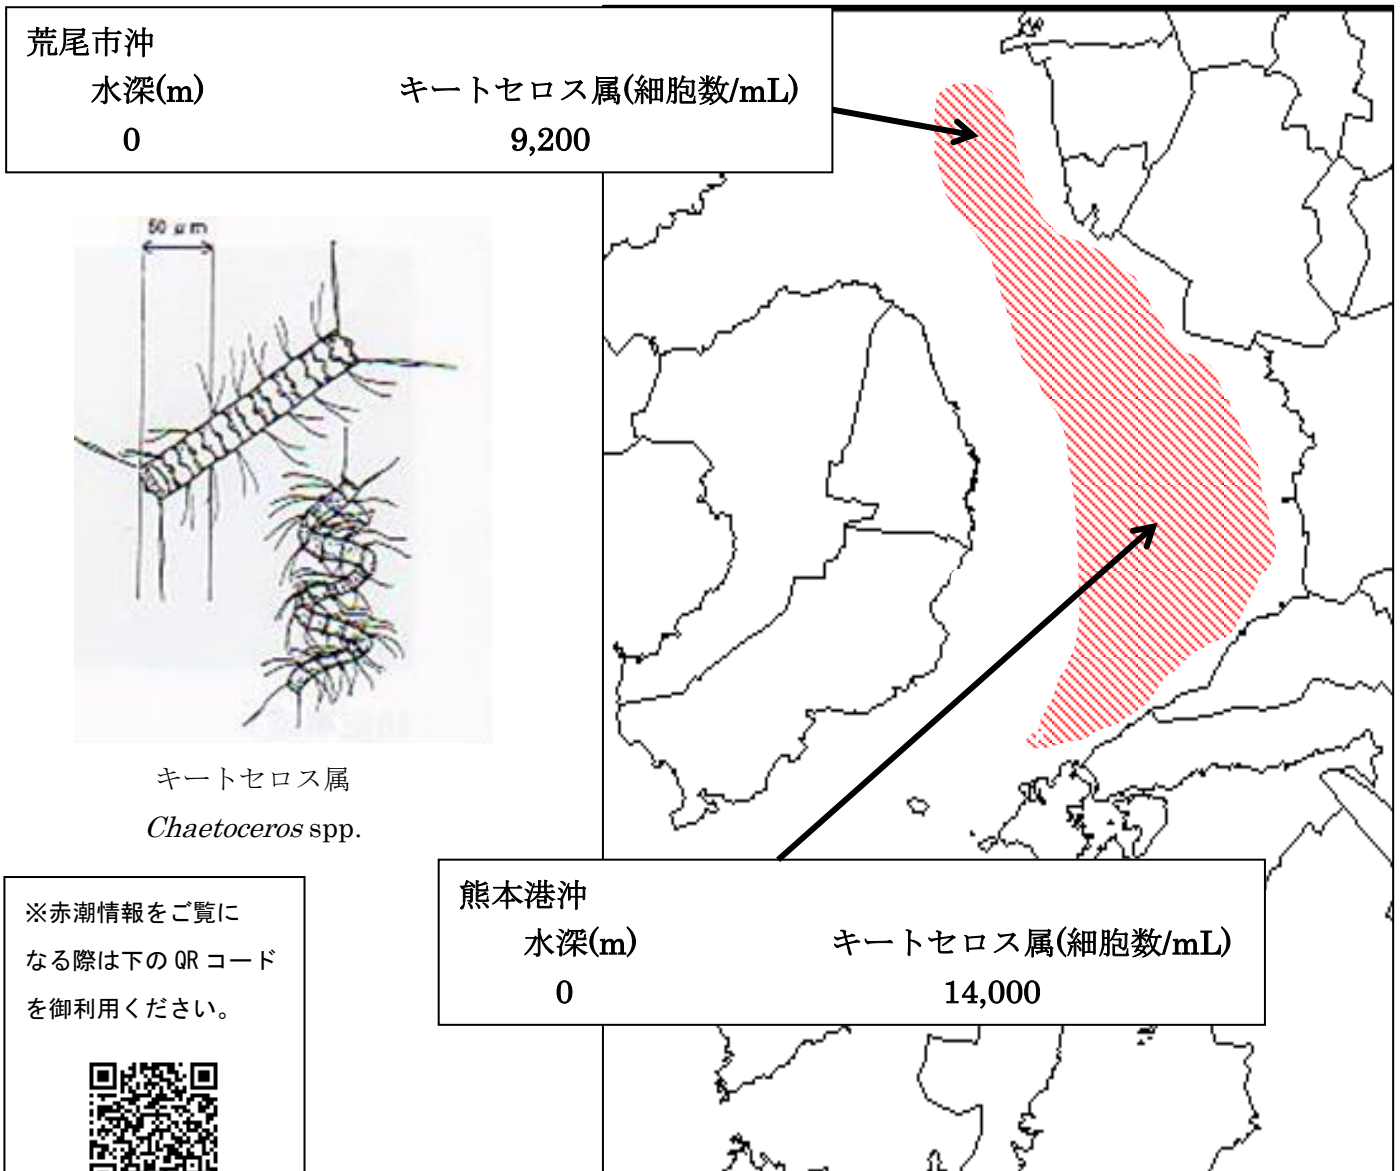 荒尾市沖
水深(m) キートセロス属(細胞数/mL)
0 9,200
50 μm
キートセロス属
Chaetoceros spp.
熊本港沖
水深(m) キートセロス属(細胞数/mL)
0 14,000
※赤潮情報をご覧に
なる際は下の QR コード
を御利用ください。